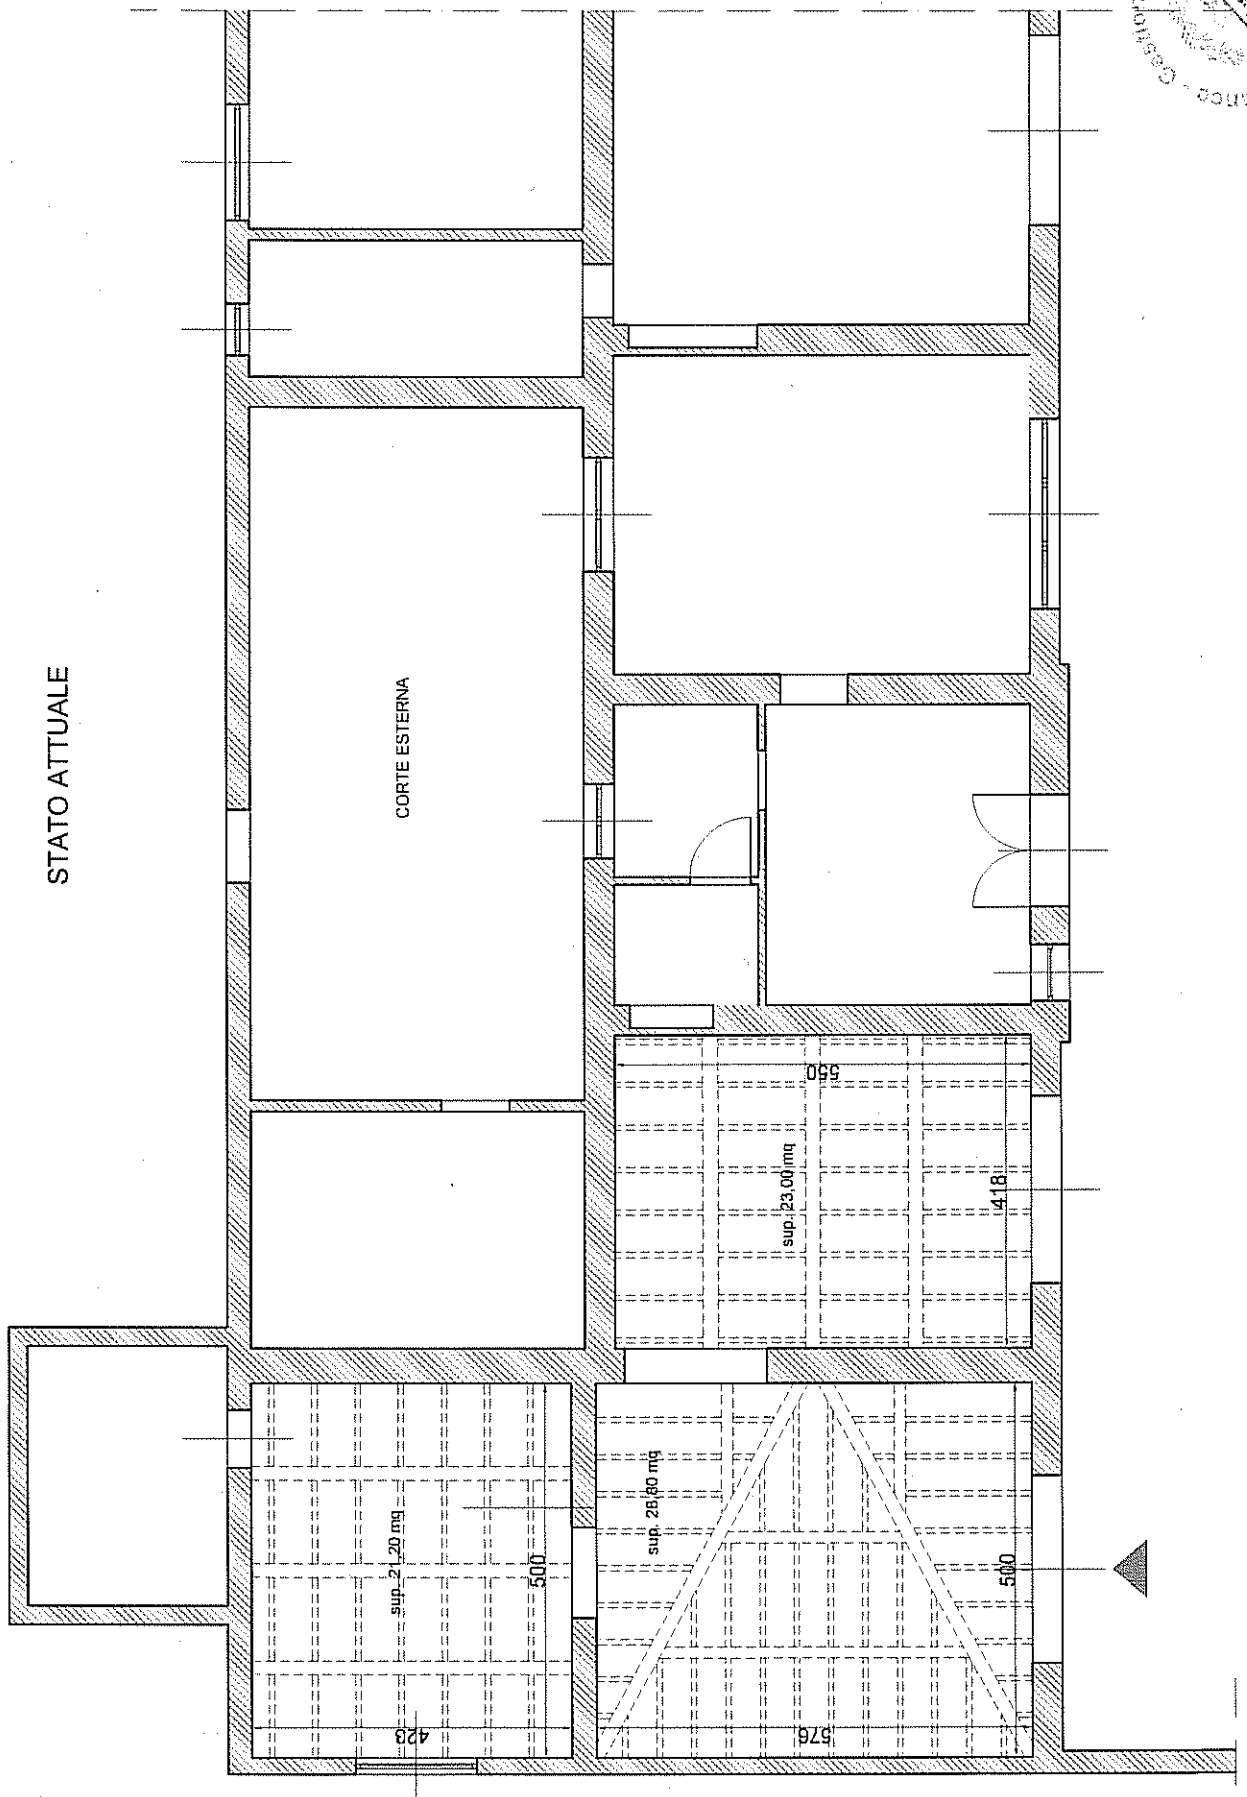 STATO ATTUALE
CORTE ESTERNA
550
sup. 23,00 mq
418
sup. 21,20 mq
500
423
sup. 28,80 mq
500
576